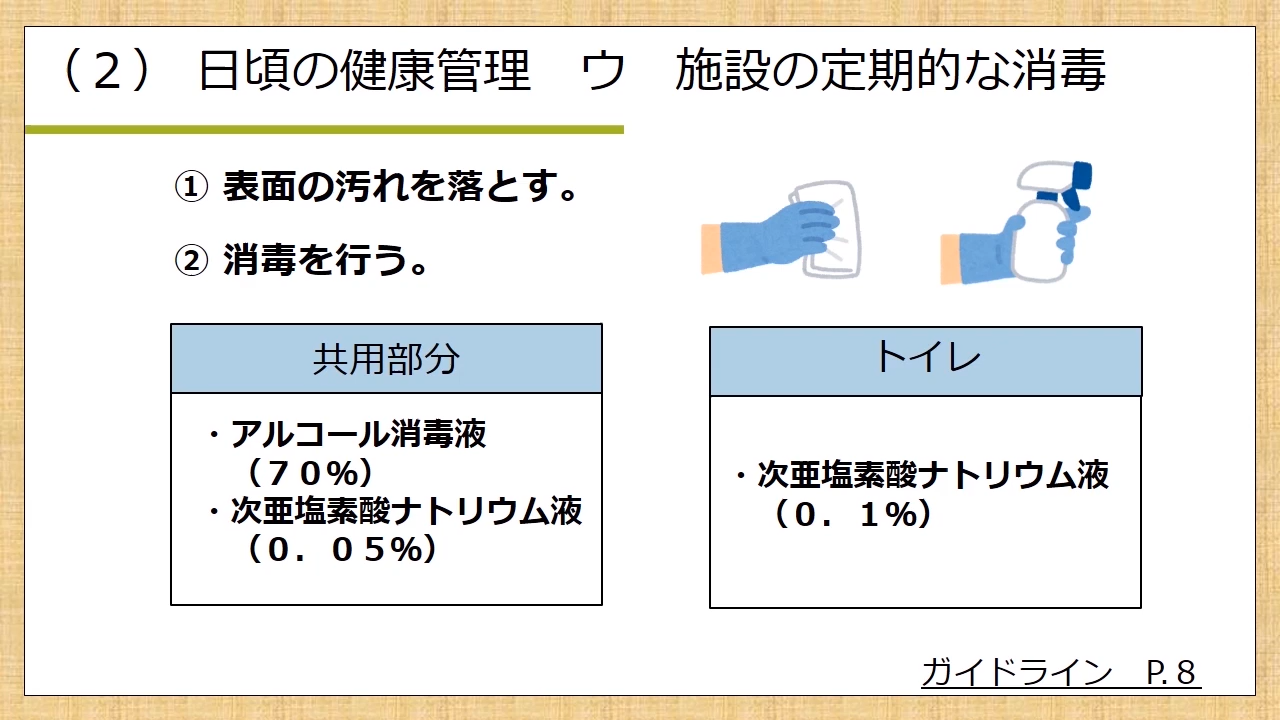 （２） 日頃の健康管理　ウ　施設の定期的な消毒
① 表面の汚れを落とす。
② 消毒を行う。
共用部分
・アルコール消毒液
（７０%）
・次亜塩素酸ナトリウム液
（０．０５%）
トイレ
・次亜塩素酸ナトリウム液
（０．１%）
ガイドライン　P.８